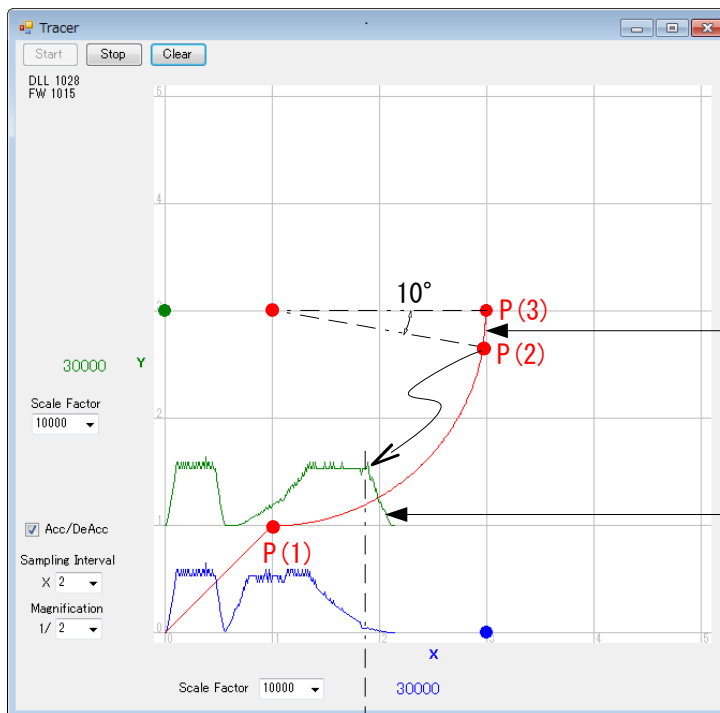 Tracer
Start Stop Clear
DLL 1028
FW 1015
5
4
10°
3
P(3)
P(2)
30000 Y
Scale Factor
10000
2
1
Acc/DeAcc
P(1)
Sampling Interval
X 2
Magnification
1/ 2
0
0 1 2 3 4 5
X
Scale Factor 10000 30000